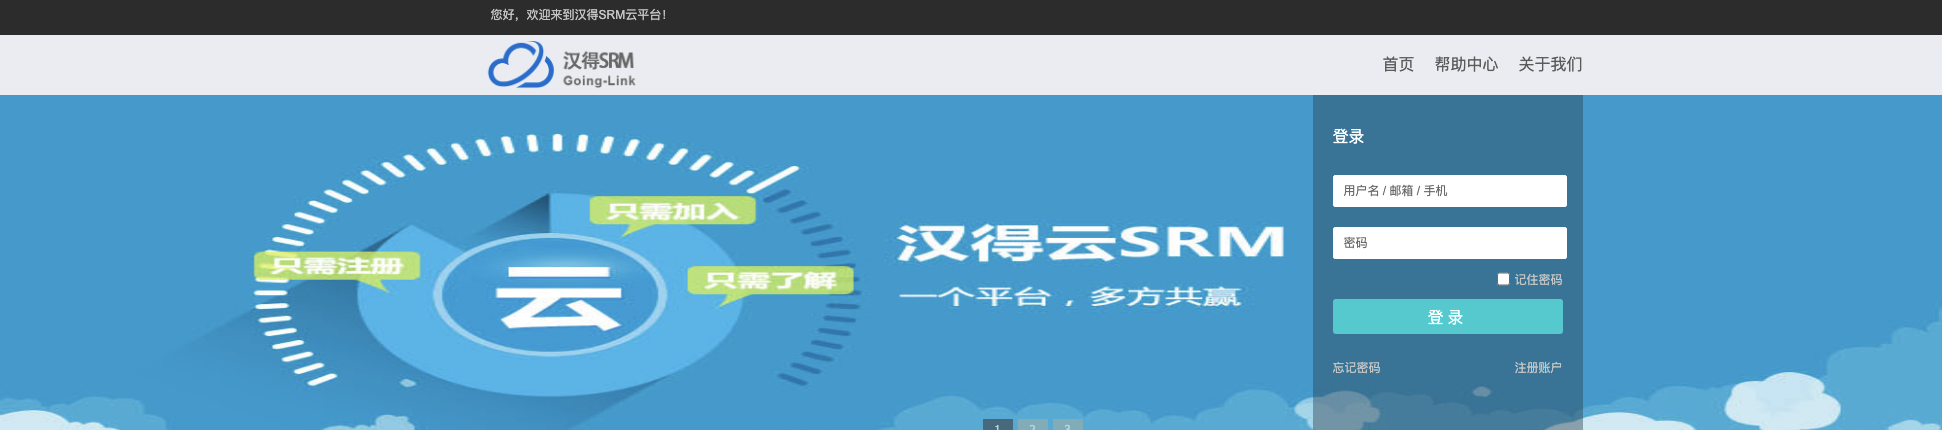 您好，欢迎来到汉得SRM云平台！
汉得SRM
Going-Link
首页 帮助中心 关于我们
登录
用户名 / 邮箱 / 手机
密码
记住密码
登 录
忘记密码 注册账户
只需加入
只需注册
只需了解
云
汉得云SRM
一个平台，多方共赢
1 2 3